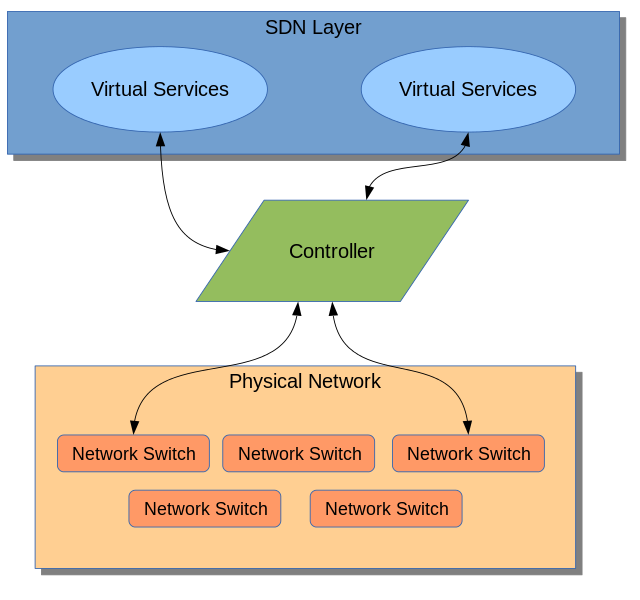 SDN Layer
Virtual Services
Virtual Services
Controller
Physical Network
Network Switch
Network Switch
Network Switch
Network Switch
Network Switch